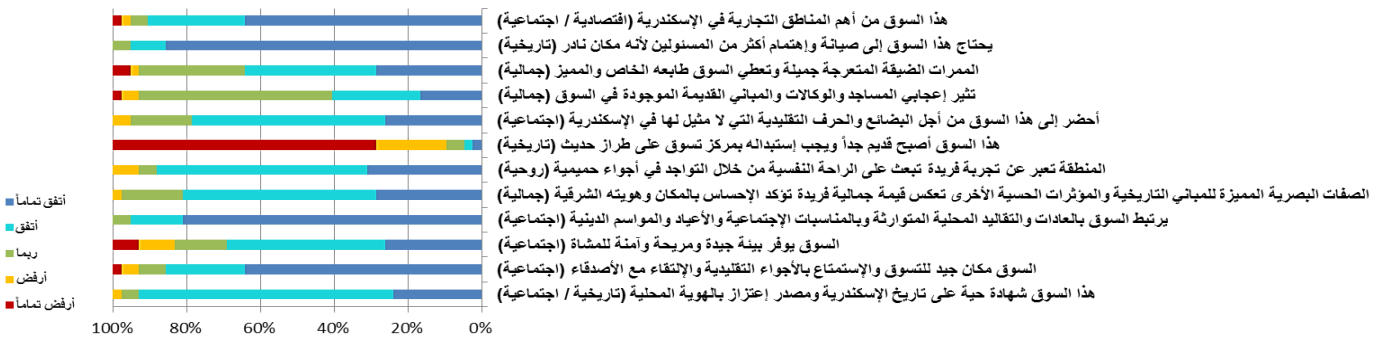 هذا السوق من أهم المناطق التجارية في الإسكندرية (اقتصادية / اجتماعية)
يحتاج هذا السوق إلى صيانة وإهتمام أكثر من المسئولين لأنه مكان نادر (تاريخية)
الممرات الضيقة المتعرجة جميلة وتعطي السوق طابعه الخاص والمميز (جمالية)
تثير إعجابي المساجد والوكالات والمباني القديمة الموجودة في السوق (جمالية)
أحضر إلى هذا السوق من أجل البضائع والحرف التقليدية التي لا مثيل لها في الإسكندرية (اجتماعية)
هذا السوق أصبح قديم جداً ويجب إستبداله بمركز تسوق على طراز حديث (تاريخية)
المنطقة تعبر عن تجربة فريدة تبعث على الراحة النفسية من خلال التواجد في أجواء حميمية (روحية)
الصفات البصرية المميزة للمباني التاريخية والمؤثرات الحسية الأخرى تعكس قيمة جمالية فريدة تؤكد الإحساس بالمكان وهويته الشرقية (جمالية)
يرتبط السوق بالعادات والتقاليد المحلية المتوارثة وبالمناسبات الإجتماعية والأعياد والمواسم الدينية (اجتماعية)
السوق يوفر بيئة جيدة ومريحة وآمنة للمشاة (اجتماعية)
السوق مكان جيد للتسوق والإستمتاع بالأجواء التقليدية والإلتقاء مع الأصدقاء (اجتماعية)
هذا السوق شهادة حية على تاريخ الإسكندرية ومصدر إعتزاز بالهوية المحلية (تاريخية / اجتماعية)
أتفق تماماً
أتفق
ربما
أرفض
أرفض تماماً
100% 80% 60% 40% 20% 0%